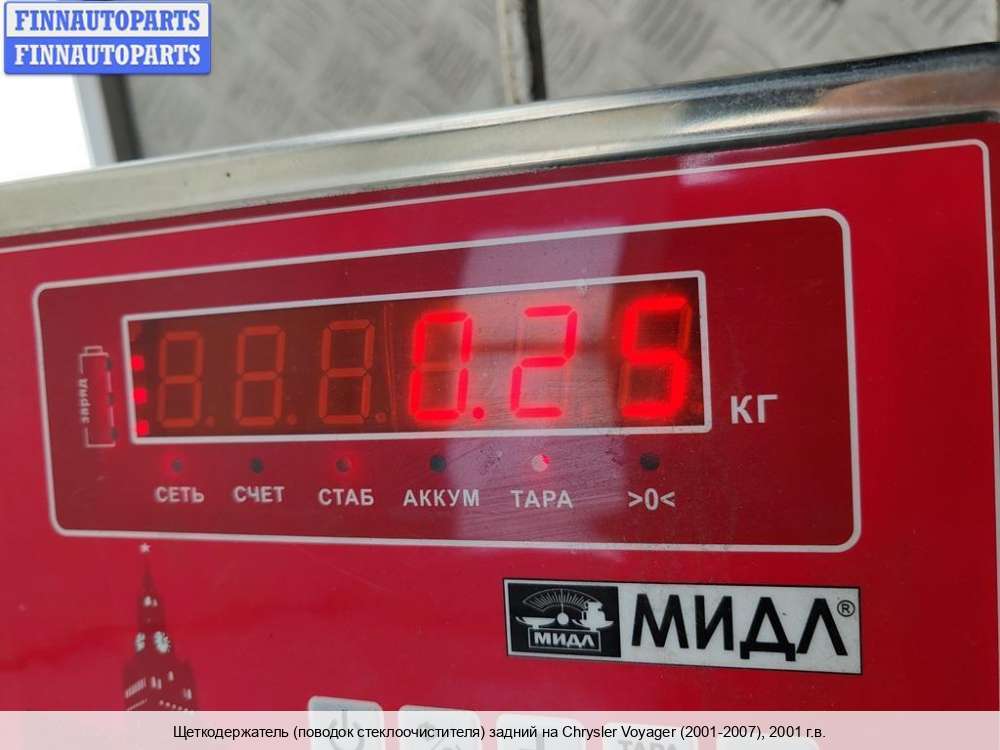 FINNAUTOPARTS
FINNAUTOPARTS
0.25
КГ
заряд
СЕТЬ СЧЕТ СТАБ АККУМ ТАРА >0<
МИДЛ МИДЛ®
ТАРА
Щеткодержатель (поводок стеклоочистителя) задний на Chrysler Voyager (2001-2007), 2001 г.в.